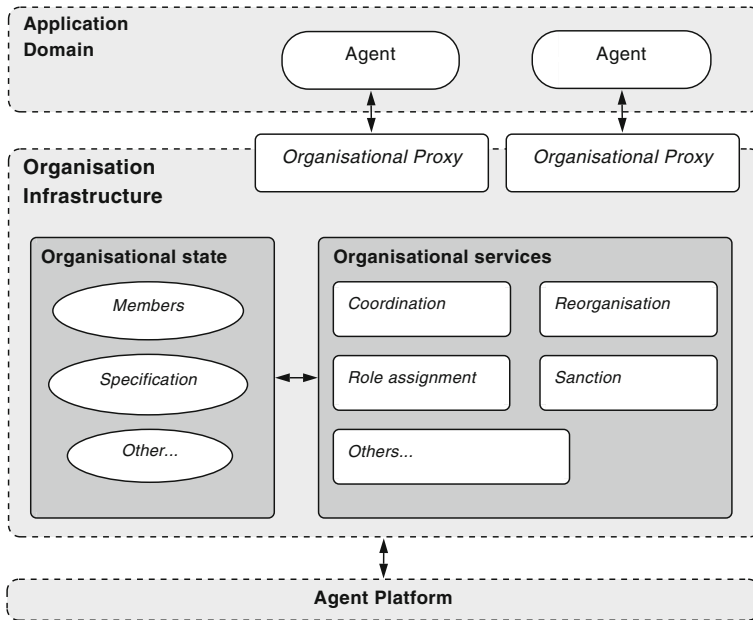 Application
Domain
Agent
Agent
Organisational Proxy
Organisational Proxy
Organisation
Infrastructure
Organisational state
Members
Specification
Other...
Organisational services
Coordination
Reorganisation
Role assignment
Sanction
Others...
Agent Platform